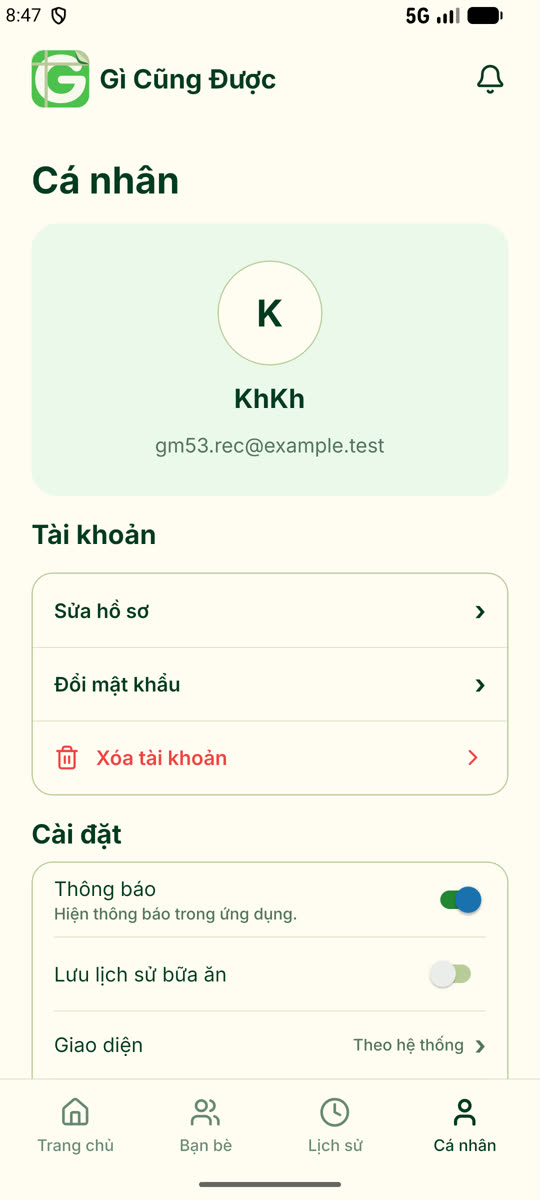 8:47
5G
Gì Cũng Được
Cá nhân
K
KhKh
gm53.rec@example.test
Tài khoản
Sửa hồ sơ
Đổi mật khẩu
Xóa tài khoản
Cài đặt
Thông báo
Hiện thông báo trong ứng dụng.
Lưu lịch sử bữa ăn
Giao diện
Theo hệ thống
Trang chủ
Bạn bè
Lịch sử
Cá nhân